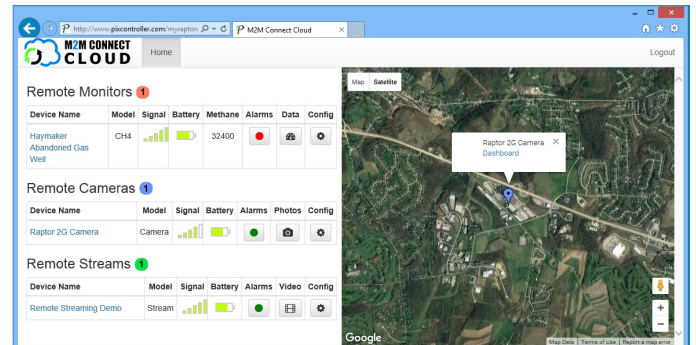 http://www.pixcontroller.com/myrapton
M2M Connect Cloud
M2M CONNECT
CLOUD
Home
Logout
Remote Monitors 1
Device Name Model Signal Battery Methane Alarms Data Config
Haymaker CH4 32400
Abandoned Gas
Well
Remote Cameras 1
Device Name Model Signal Battery Alarms Photos Config
Raptor 2G Camera Camera
Remote Streams 1
Device Name Model Signal Battery Alarms Video Config
Remote Streaming Demo Stream
Map Satellite
Raptor 2G Camera
Dashboard
Google
Map Data Terms of Use Report a map error